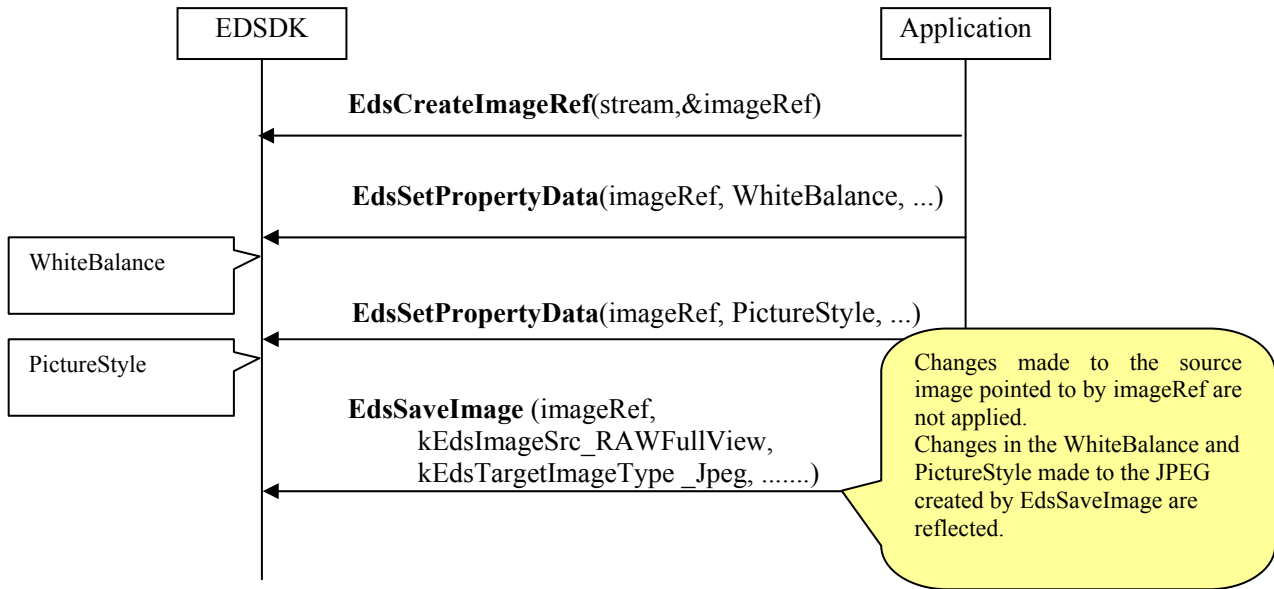 EDSDK
Application
EdsCreateImageRef(stream,&imageRef)
EdsSetPropertyData(imageRef, WhiteBalance, ...)
WhiteBalance
EdsSetPropertyData(imageRef, PictureStyle, ...)
PictureStyle
EdsSaveImage (imageRef,
kEdsImageSrc_RAWFullView,
kEdsTargetImageType _Jpeg, .......)
Changes made to the source
image pointed to by imageRef are
not applied.
Changes in the WhiteBalance and
PictureStyle made to the JPEG
created by EdsSaveImage are
reflected.